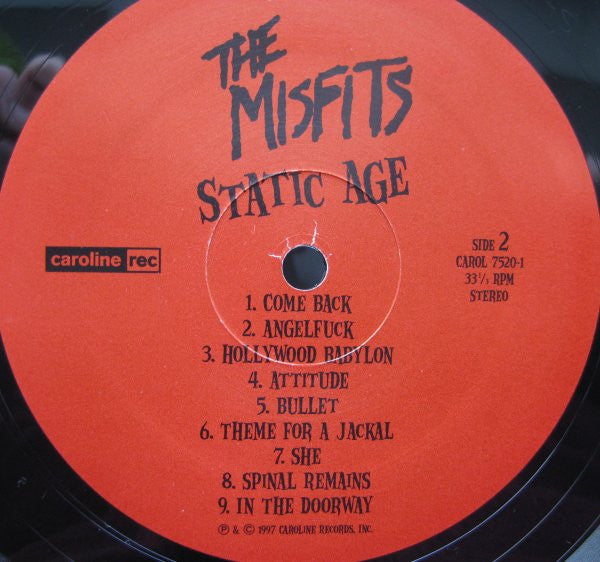 THE
MISFITS
STATIC AGE
caroline rec
SIDE 2
CAROL 7520-1
33 1/3 RPM
STEREO
1. COME BACK
2. ANGELFUCK
3. HOLLYWOOD BABYLON
4. ATTITUDE
5. BULLET
6. THEME FOR A JACKAL
7. SHE
8. SPINAL REMAINS
9. IN THE DOORWAY
℗ & © 1997 CAROLINE RECORDS, INC.